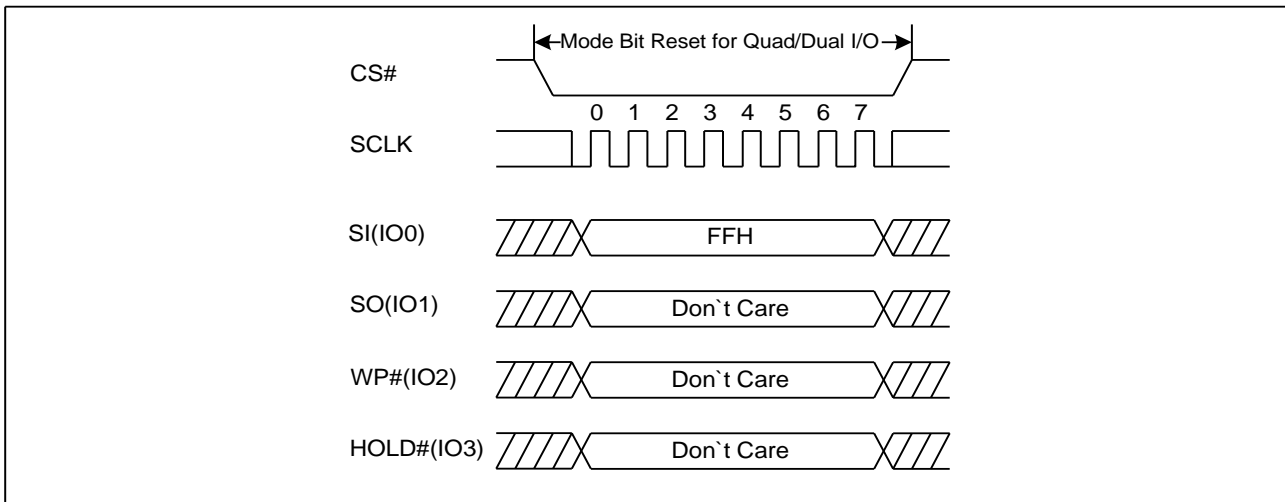 Mode Bit Reset for Quad/Dual I/O
CS#
0 1 2 3 4 5 6 7
SCLK
SI(IO0) FFH
SO(IO1) Don`t Care
WP#(IO2) Don`t Care
HOLD#(IO3) Don`t Care